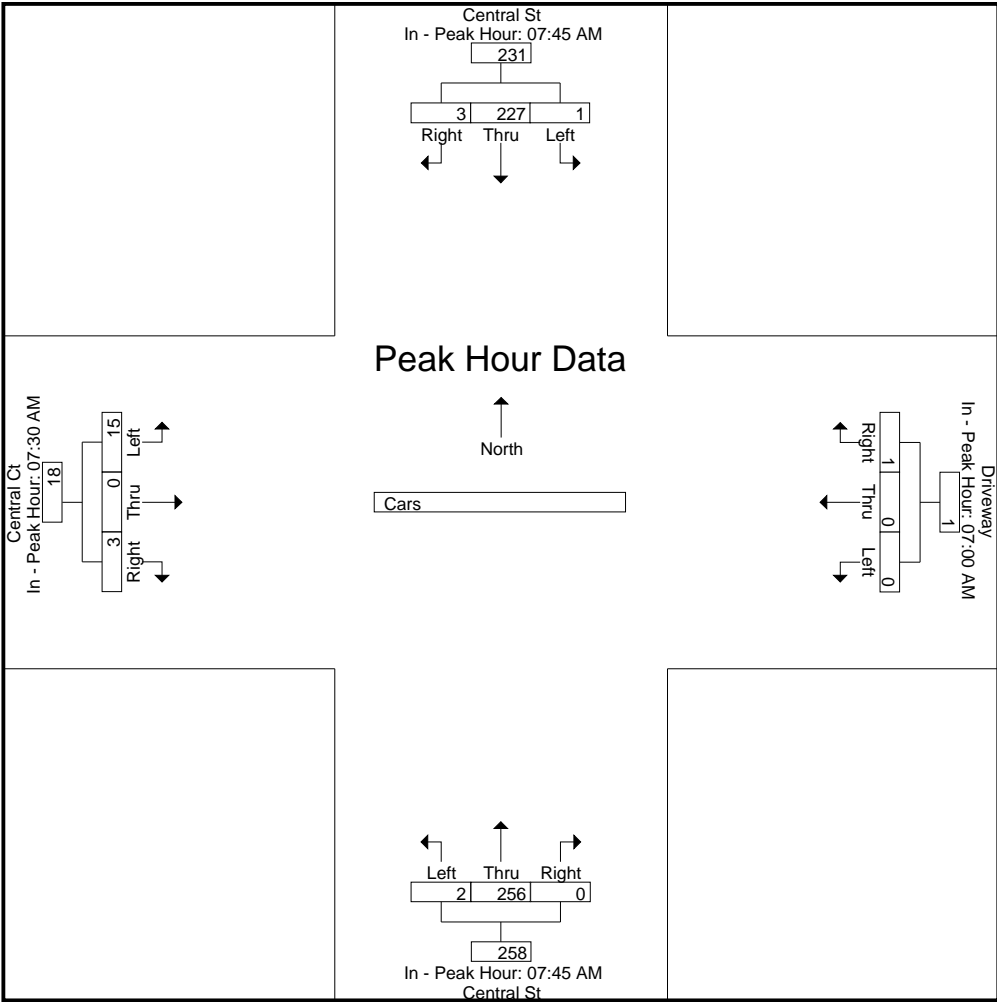 Central St
In - Peak Hour: 07:45 AM
231
3 227 1
Right Thru Left
Peak Hour Data
North
Cars
Central Ct
In - Peak Hour: 07:30 AM
18
15 0 3
Left Thru Right
Driveway
In - Peak Hour: 07:00 AM
1
1 0 0
Right Thru Left
Left Thru Right
2 256 0
258
In - Peak Hour: 07:45 AM
Central St